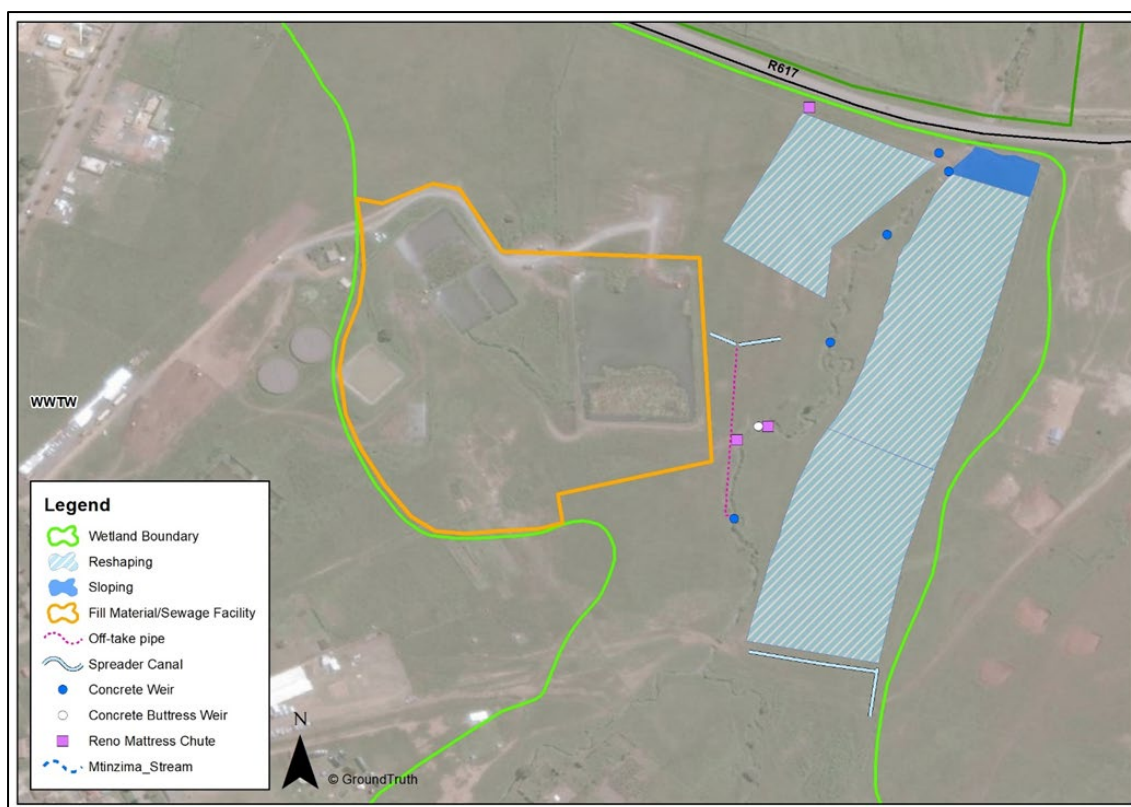 R617
WWTW
Legend
Wetland Boundary
Reshaping
Sloping
Fill Material/Sewage Facility
Off-take pipe
Spreader Canal
Concrete Weir
Concrete Buttress Weir
Reno Mattress Chute
Mtinzima_Stream
N
© GroundTruth